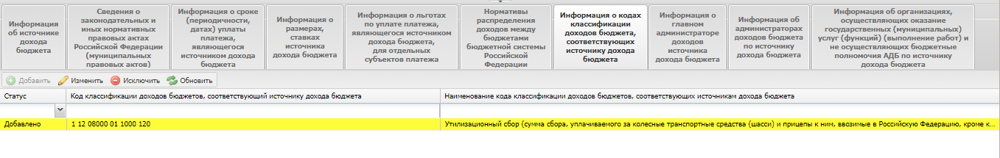 Информация
об источнике
дохода
бюджета
Сведения о
законодательных и
иных нормативных
правовых актах
Российской Федерации
(муниципальных
правовых актов)
Информация о сроке
(периодичности,
датах) уплаты
платежа,
являющегося
источником дохода
бюджета
Информация о
размерах,
ставках
источника
дохода бюджета
Информация о льготах
по уплате платежа,
являющегося источником
дохода бюджета,
для отдельных
субъектов платежа
Нормативы
распределения
доходов между
бюджетами
бюджетной системы
Российской
Федерации
Информация о кодах
классификации
доходов бюджета,
соответствующих
источнику дохода
бюджета
Информация о
главном
администраторе
доходов
источника
дохода бюджета
Информация об
администраторах
доходов бюджета
по источнику
дохода бюджета
Информация об организациях,
осуществляющих оказание
государственных (муниципальных)
услуг (функций) (выполнение работ) и
не осуществляющих бюджетные
полномочия АДБ по источнику
дохода бюджета
Добавить Изменить Исключить Обновить
Статус Код классификации доходов бюджетов, соответствующий источнику дохода бюджета Наименование кода классификации доходов бюджетов, соответствующих источникам дохода бюджета
Добавлено 1 12 08000 01 1000 120 Утилизационный сбор (сумма сбора, уплачиваемого за колесные транспортные средства (шасси) и прицепы к ним, ввозимые в Российскую Федерацию, кроме к...